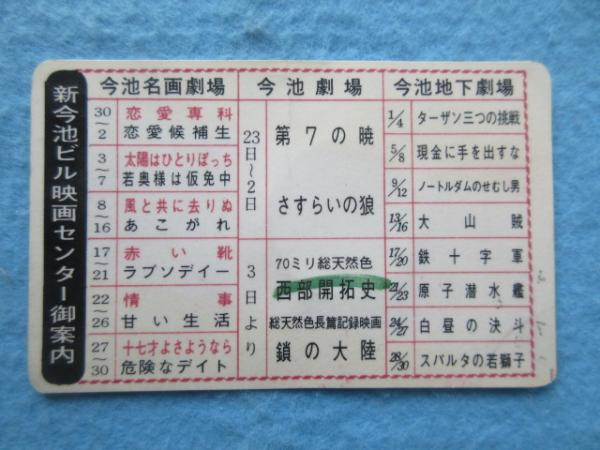 新今池ビル映画センター御案内
今池名画劇場
30〜2
恋愛専科
恋愛候補生
3〜7
太陽はひとりぼっち
若奥様は仮免中
8〜16
風と共に去りぬ
あこがれ
17〜21
赤い靴
ラプソデイー
22〜26
情事
甘い生活
27〜30
十七才よさようなら
危険なデイト
今池劇場
23日〜2日
第7の暁
さすらいの狼
3日より
70ミリ総天然色
西部開拓史
総天然色長篇記録映画
鎖の大陸
今池地下劇場
1/4 ターザン三つの挑戦
5/8 現金に手を出すな
9/12 ノートルダムのせむし男
13/16 大山賊
17/20 鉄十字軍
21/23 原子潜水艦
24/27 白昼の決斗
28/30 スパルタの若獅子